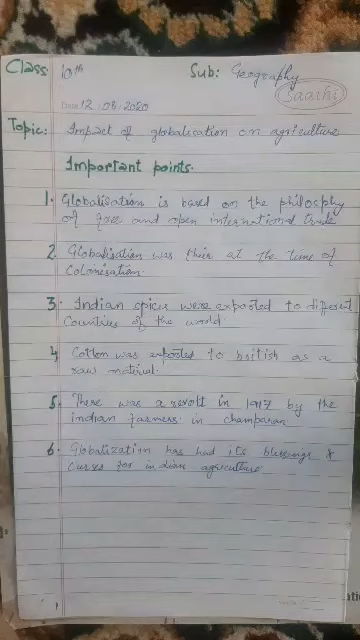 Class: 10th
Sub: Geography
Saathi
Date 12.08.2020
Topic: Impact of globalisation on agriculture
Important points.
1. Globalisation is based on the philosphy
of free and open international trade
2. Globalisation was thier at the time of
Colonisation.
3. Indian spices were exported to different
Countries of the world.
4. Cotton was exported to british as a
raw material.
5. There was a revolt in 1917 by the
indian farmers in champaran
6. Globalization has had its blessings &
Curses for indian agriculture